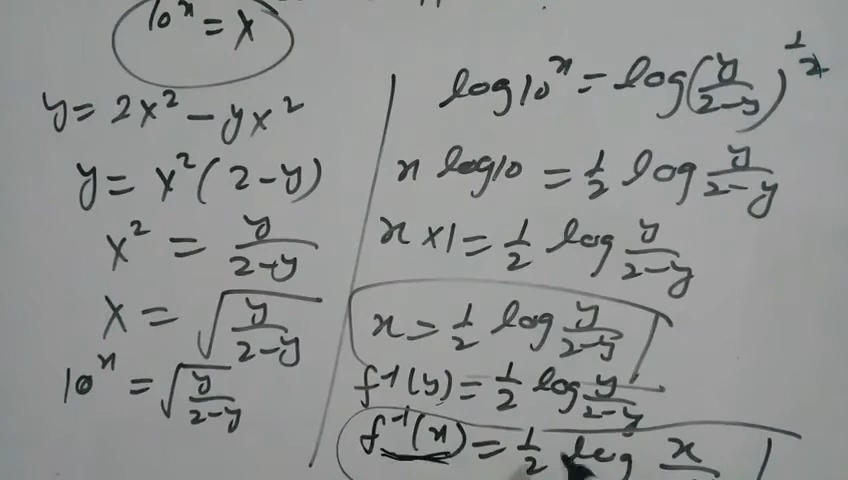 10^x = X
y = 2X² - yX²
y = X²(2-y)
X² = y/(2-y)
X = √(y/(2-y))
10^x = √(y/(2-y))
log 10^x = log(y/(2-y))^(1/2)
x log10 = 1/2 log y/(2-y)
x × 1 = 1/2 log y/(2-y)
x = 1/2 log y/(2-y)
f⁻¹(y) = 1/2 log y/(2-y)
f⁻¹(x) = 1/2 log x/